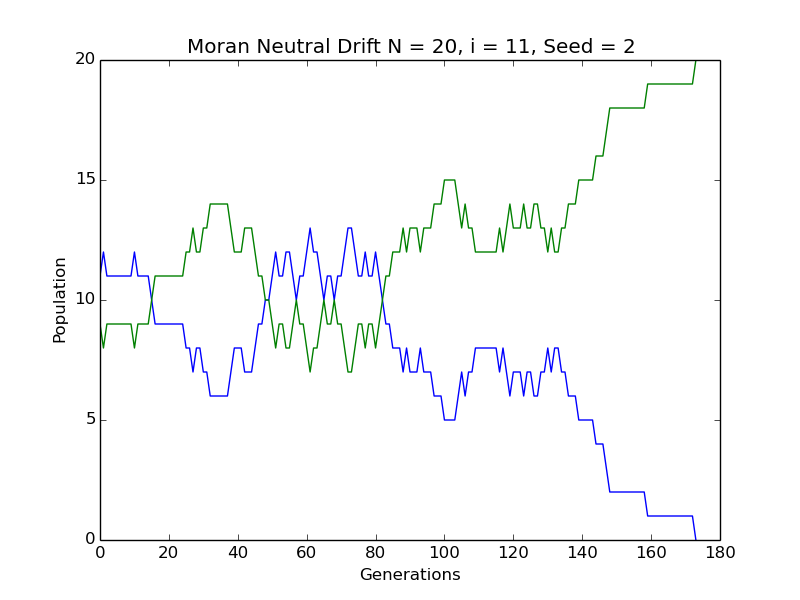 Moran Neutral Drift N = 20, i = 11, Seed = 2
20
15
10
5
0
Population
0 20 40 60 80 100 120 140 160 180
Generations